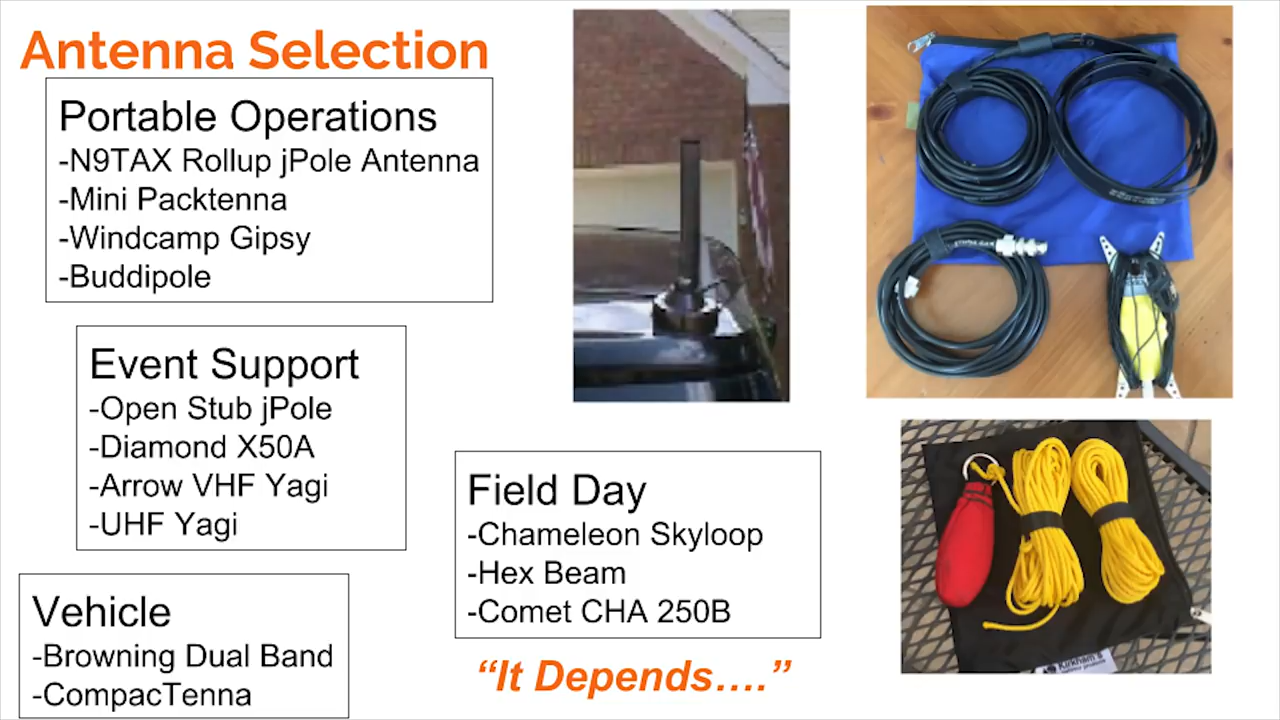 Antenna Selection
Portable Operations
-N9TAX Rollup jPole Antenna
-Mini Packtenna
-Windcamp Gipsy
-Buddipole
Event Support
-Open Stub jPole
-Diamond X50A
-Arrow VHF Yagi
-UHF Yagi
Vehicle
-Browning Dual Band
-CompacTenna
Field Day
-Chameleon Skyloop
-Hex Beam
-Comet CHA 250B
“It Depends....”
Kirkham's